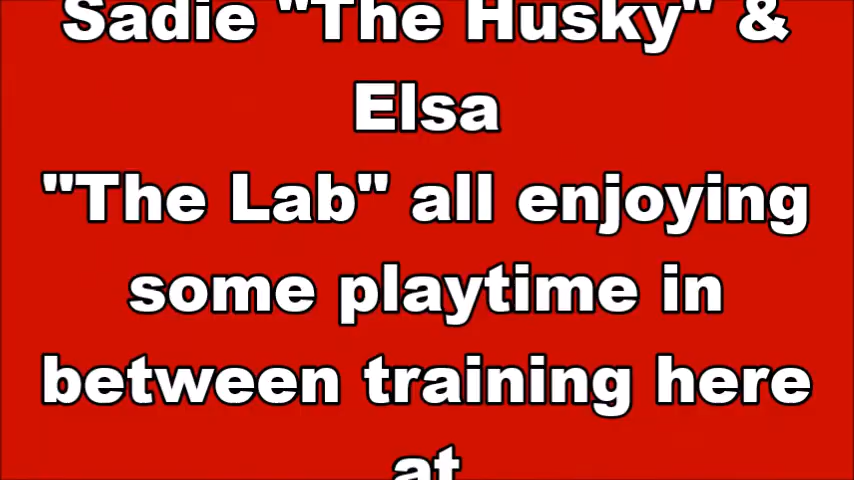 Sadie "The Husky" &
Elsa
"The Lab" all enjoying
some playtime in
between training here
at